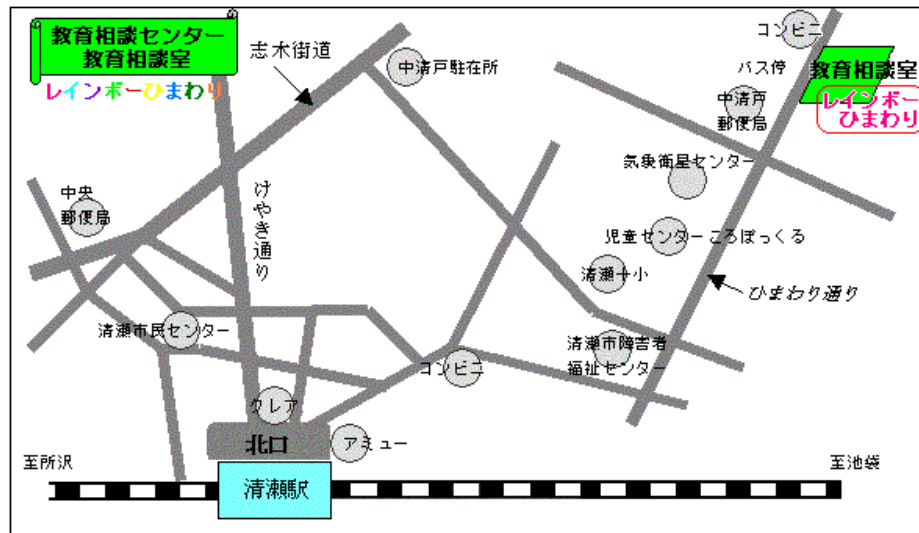 教育相談センター
教育相談室
レインボーひまわり
志木街道
中清戸駐在所
コンビニ
バス停
教育相談室
レインボー
ひまわり
中清戸
郵便局
気象衛星センター
中央
郵便局
けやき通り
児童センターころぽっくる
清瀬十小
ひまわり通り
清瀬市民センター
清瀬市障害者
福祉センター
コンビニ
クレア
北口
アミュー
至所沢
至池袋
清瀬駅